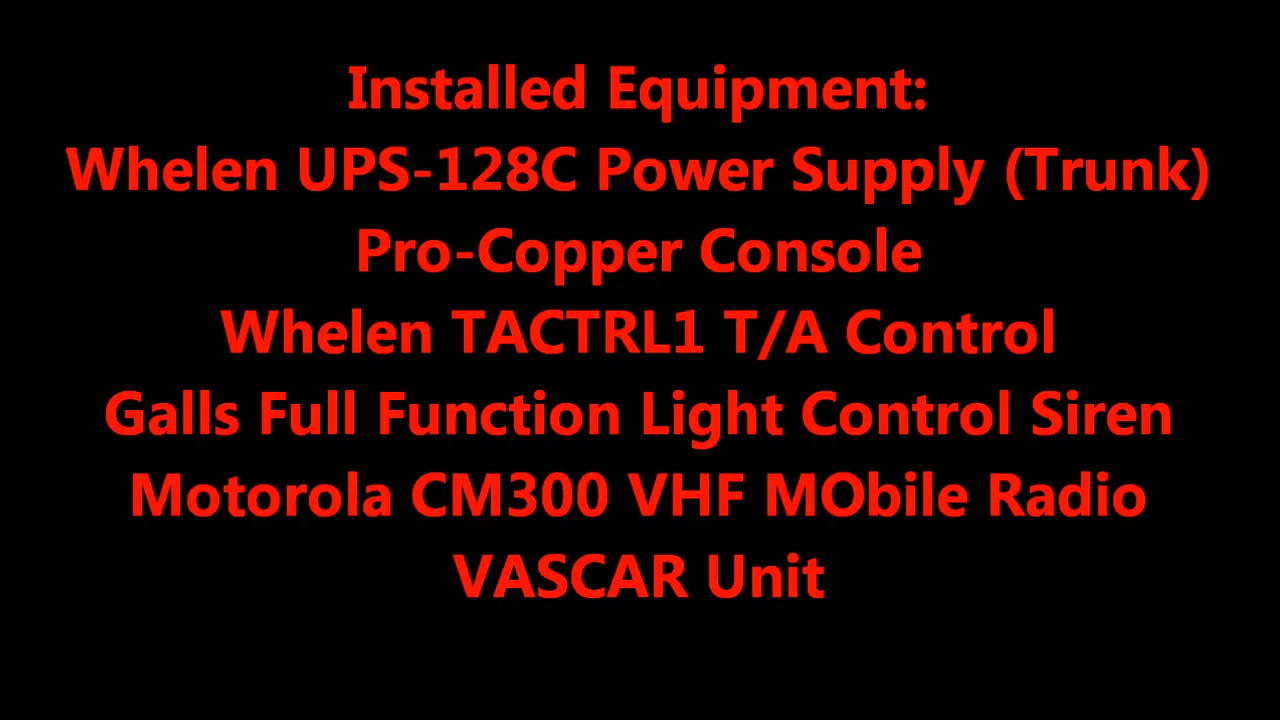 Installed Equipment:
Whelen UPS-128C Power Supply (Trunk)
Pro-Copper Console
Whelen TACTRL1 T/A Control
Galls Full Function Light Control Siren
Motorola CM300 VHF MObile Radio
VASCAR Unit